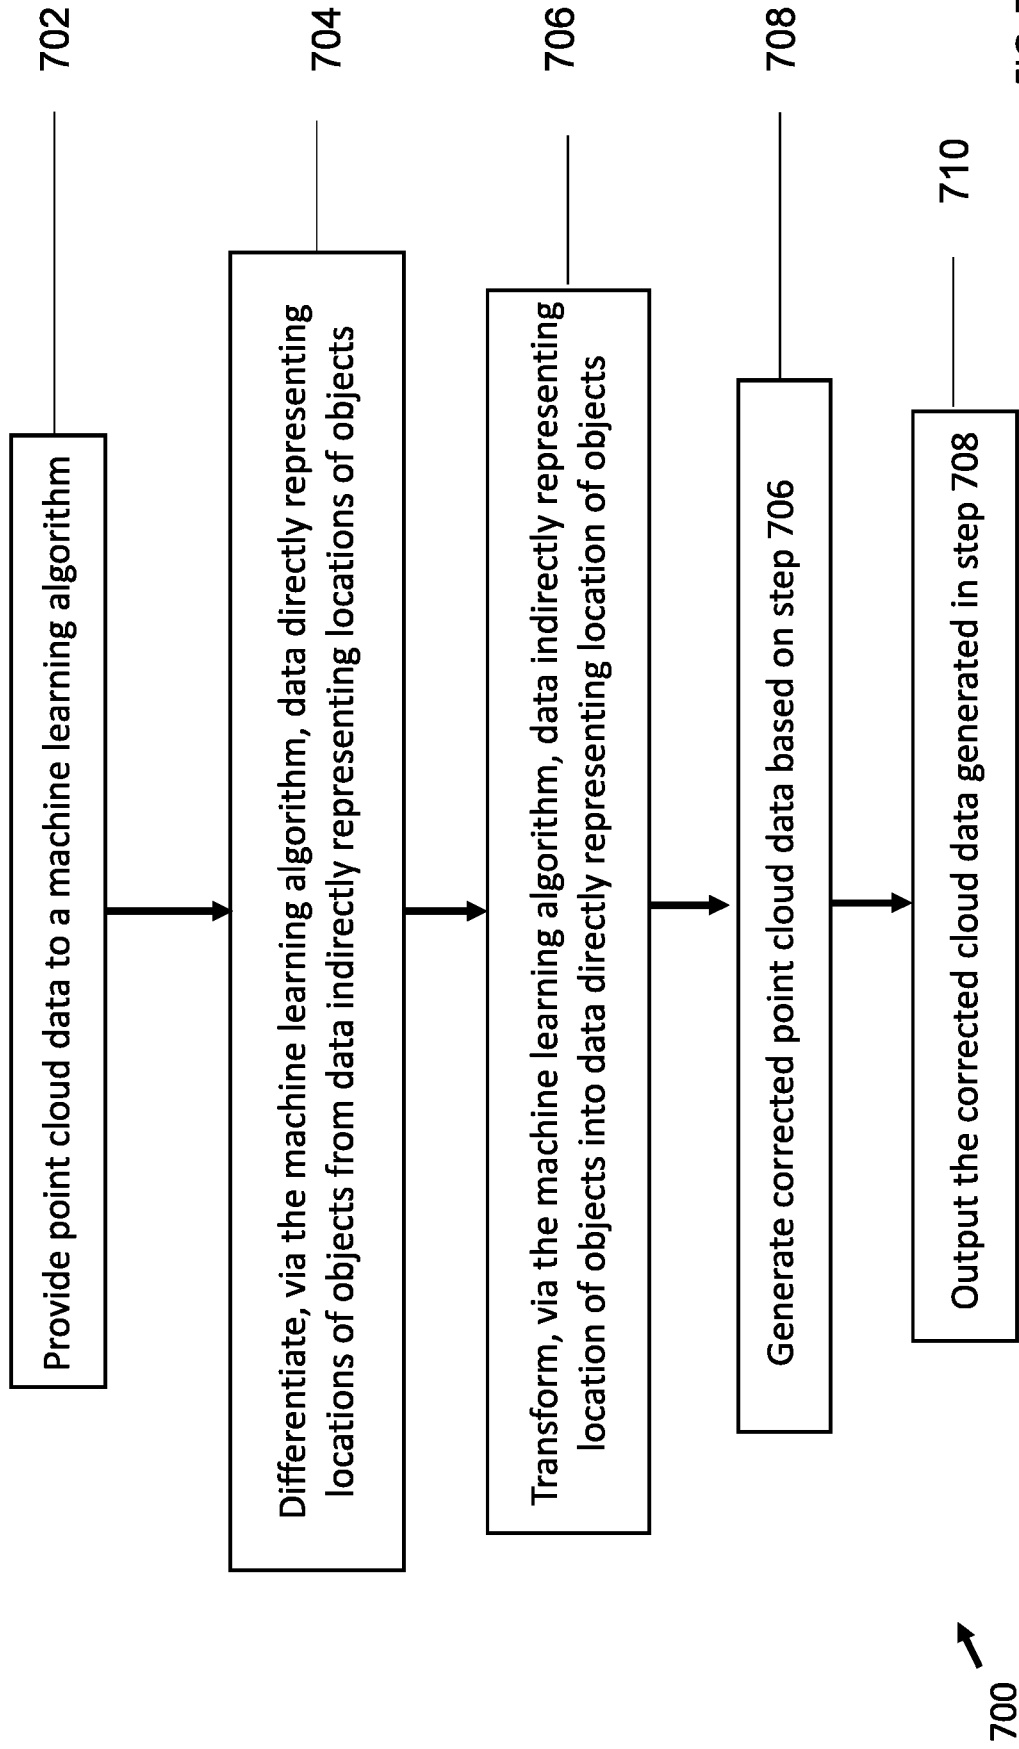 Provide point cloud data to a machine learning algorithm
702
Differentiate, via the machine learning algorithm, data directly representing
locations of objects from data indirectly representing locations of objects
704
Transform, via the machine learning algorithm, data indirectly representing
location of objects into data directly representing location of objects
706
Generate corrected point cloud data based on step 706
708
Output the corrected cloud data generated in step 708
710
700